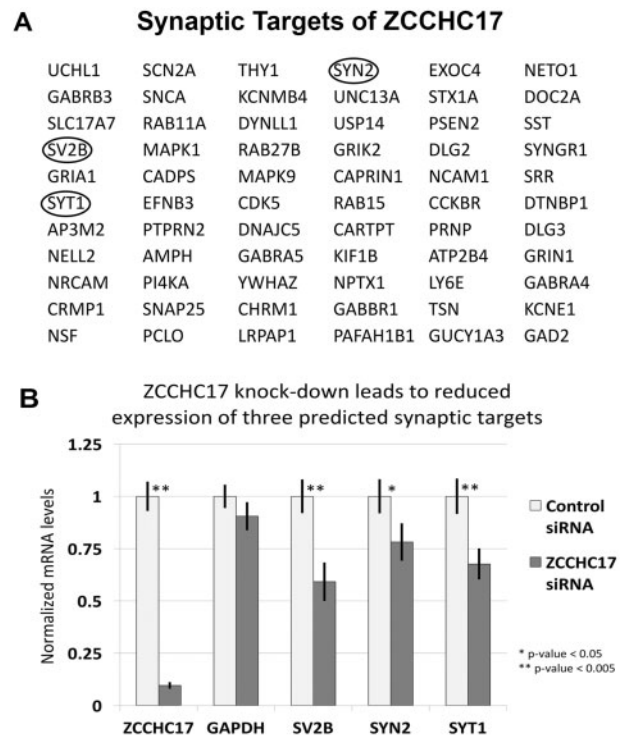 A
Synaptic Targets of ZCCHC17
UCHL1 SCN2A THY1 SYN2 EXOC4 NETO1
GABRB3 SNCA KCNMB4 UNC13A STX1A DOC2A
SLC17A7 RAB11A DYNLL1 USP14 PSEN2 SST
SV2B MAPK1 RAB27B GRIK2 DLG2 SYNGR1
GRIA1 CADPS MAPK9 CAPRIN1 NCAM1 SRR
SYT1 EFNB3 CDK5 RAB15 CCKBR DTNBP1
AP3M2 PTPRN2 DNAJC5 CARTPT PRNP DLG3
NELL2 AMPH GABRA5 KIF1B ATP2B4 GRIN1
NRCAM PI4KA YWHAZ NPTX1 LY6E GABRA4
CRMP1 SNAP25 CHRM1 GABBR1 TSN KCNE1
NSF PCLO LRPAP1 PAFAH1B1 GUCY1A3 GAD2
B
ZCCHC17 knock-down leads to reduced
expression of three predicted synaptic targets
Normalized mRNA levels
1.25
1
0.75
0.5
0.25
0
** ** * **
ZCCHC17 GAPDH SV2B SYN2 SYT1
Control
siRNA
ZCCHC17
siRNA
* p-value < 0.05
** p-value < 0.005